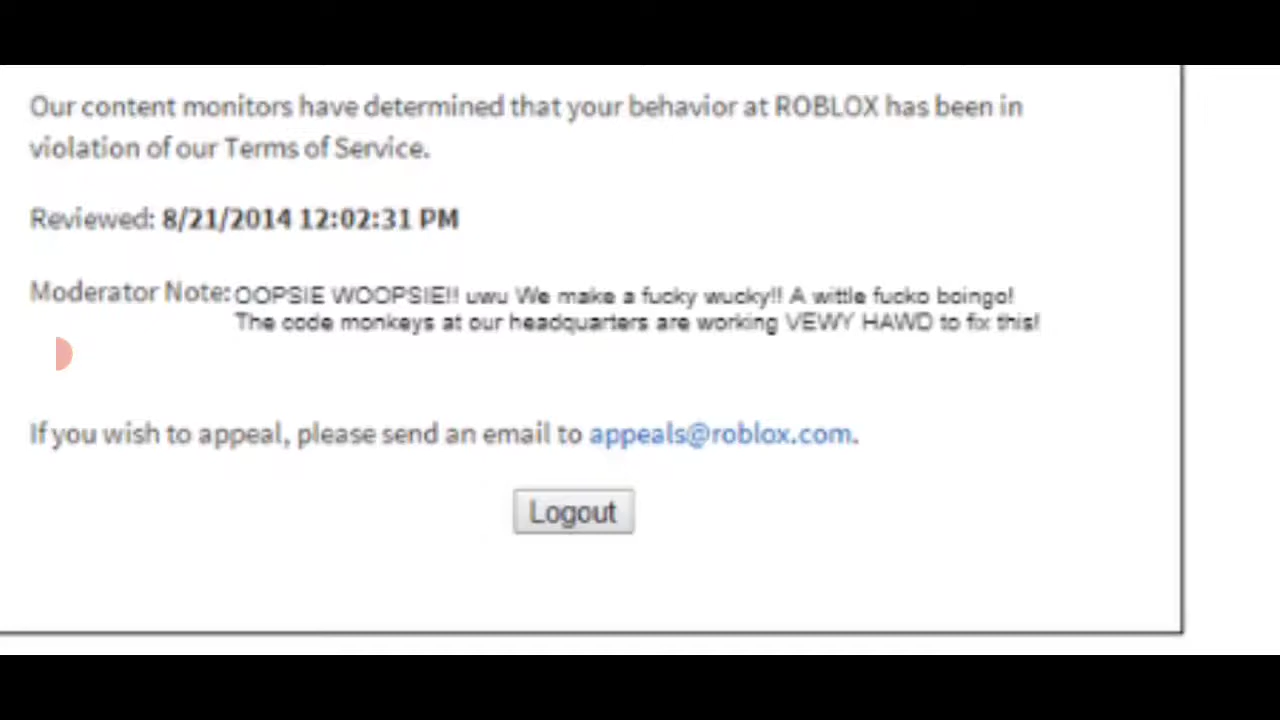 Our content monitors have determined that your behavior at ROBLOX has been in
violation of our Terms of Service.
Reviewed: 8/21/2014 12:02:31 PM
Moderator Note: OOPSIE WOOPSIE!! uwu We make a fucky wucky!! A wittle fucko boingo!
The code monkeys at our headquarters are working VEWY HAWD to fix this!
If you wish to appeal, please send an email to appeals@roblox.com.
Logout